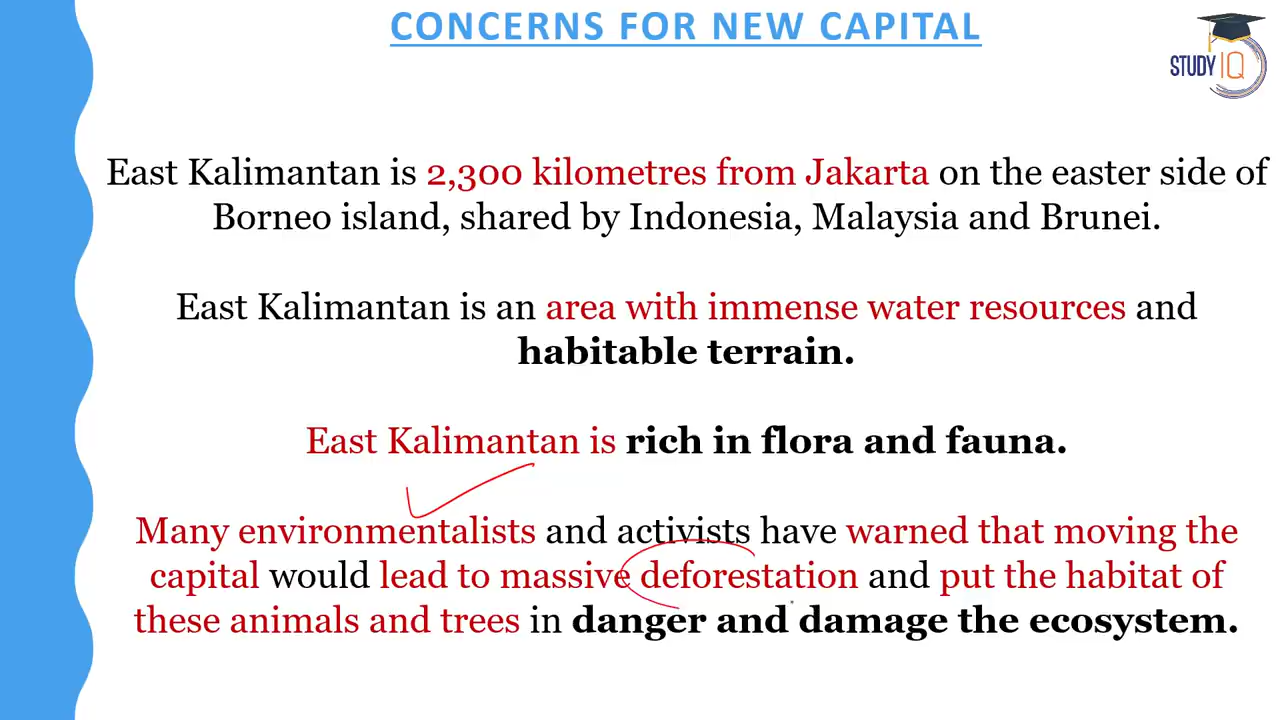 CONCERNS FOR NEW CAPITAL
STUDY IQ
East Kalimantan is 2,300 kilometres from Jakarta on the easter side of
Borneo island, shared by Indonesia, Malaysia and Brunei.
East Kalimantan is an area with immense water resources and
habitable terrain.
East Kalimantan is rich in flora and fauna.
Many environmentalists and activists have warned that moving the
capital would lead to massive deforestation and put the habitat of
these animals and trees in danger and damage the ecosystem.